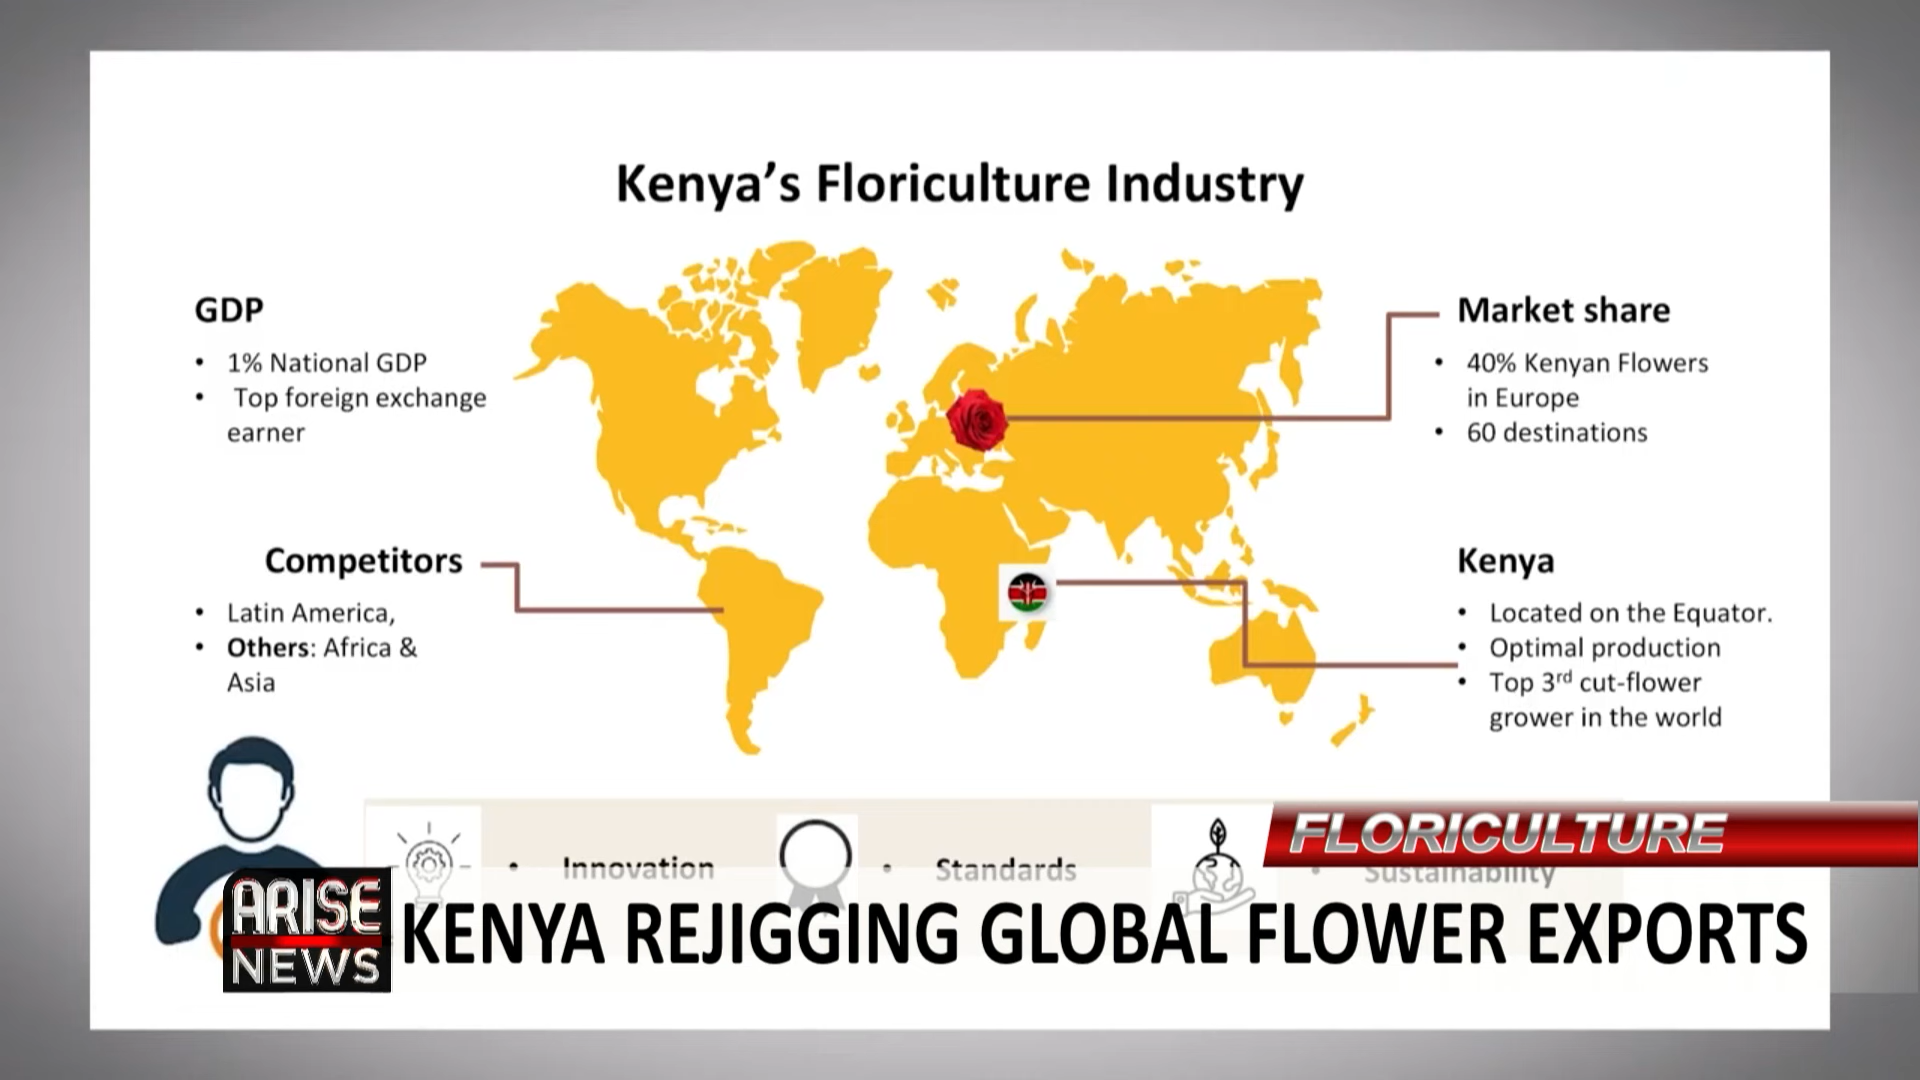 Kenya’s Floriculture Industry
GDP
• 1% National GDP
• Top foreign exchange
earner
Market share
• 40% Kenyan Flowers
in Europe
• 60 destinations
Competitors
• Latin America,
• Others: Africa &
Asia
Kenya
• Located on the Equator.
• Optimal production
• Top 3rd cut-flower
grower in the world
• Innovation
• Standards
• Sustainability
FLORICULTURE
ARISE
NEWS
KENYA REJIGGING GLOBAL FLOWER EXPORTS